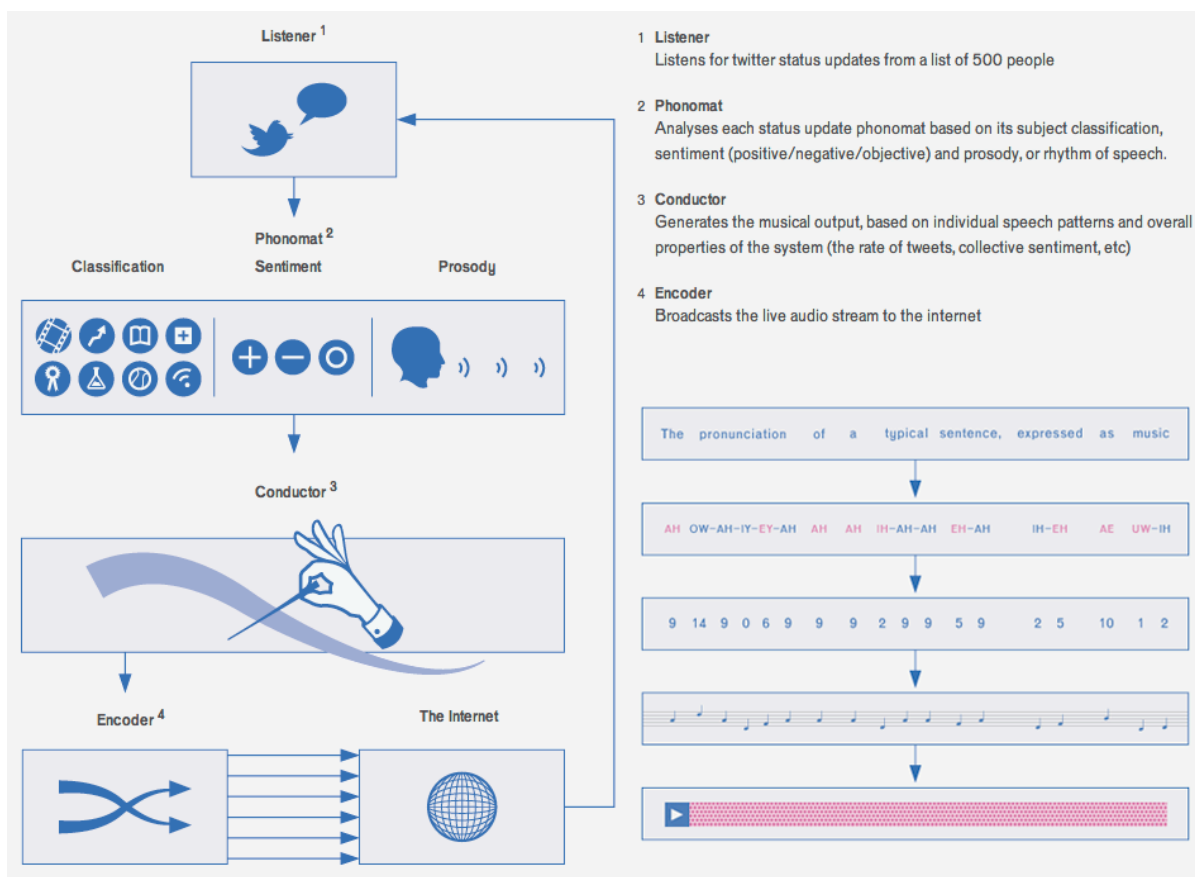 Listener 1
Phonomat 2
Classification Sentiment Prosody
Conductor 3
Encoder 4 The Internet
1 Listener
Listens for twitter status updates from a list of 500 people
2 Phonomat
Analyses each status update phonomat based on its subject classification,
sentiment (positive/negative/objective) and prosody, or rhythm of speech.
3 Conductor
Generates the musical output, based on individual speech patterns and overall
properties of the system (the rate of tweets, collective sentiment, etc)
4 Encoder
Broadcasts the live audio stream to the internet
The pronunciation of a typical sentence, expressed as music
AH OW-AH-IY-EY-AH AH AH IH-AH-AH EH-AH IH-EH AE UW-IH
9 14 9 0 6 9 9 9 2 9 9 5 9 2 5 10 1 2